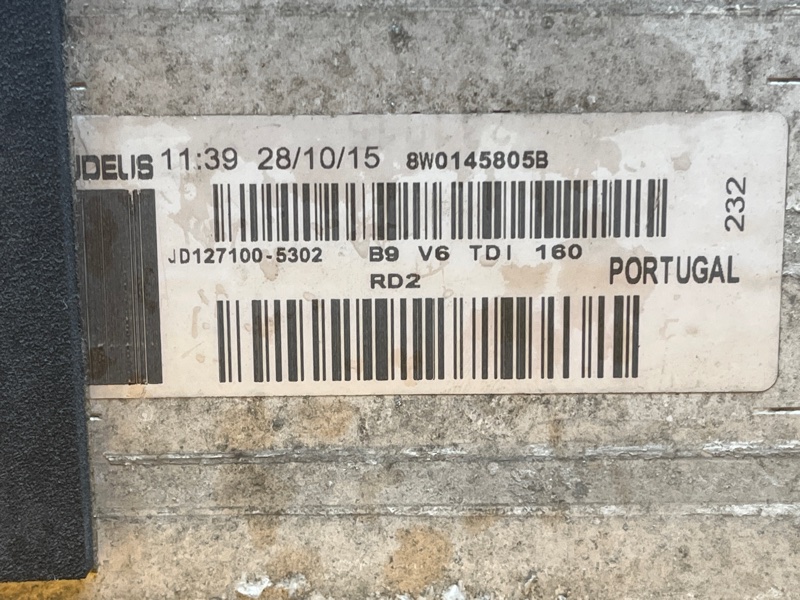 UDEUS 11:39 28/10/15 8W0145805B
232
JD127100-5302 B9 V6 TDI 160
RD2
PORTUGAL